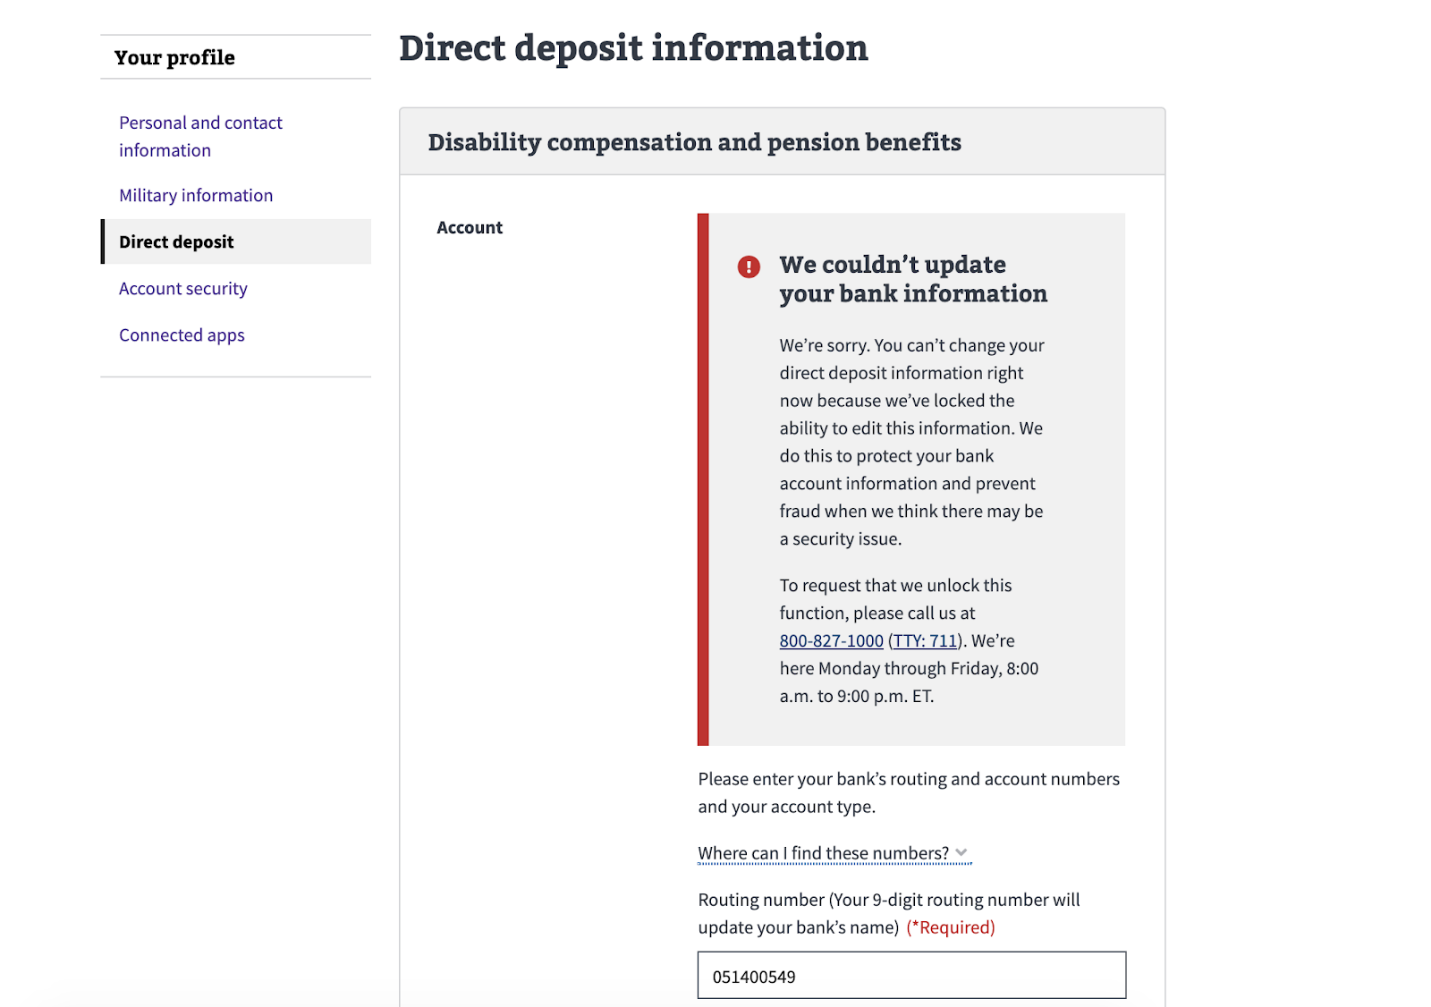 Your profile
Personal and contact
information
Military information
Direct deposit
Account security
Connected apps
Direct deposit information
Disability compensation and pension benefits
Account
We couldn’t update
your bank information
We’re sorry. You can’t change your
direct deposit information right
now because we’ve locked the
ability to edit this information. We
do this to protect your bank
account information and prevent
fraud when we think there may be
a security issue.
To request that we unlock this
function, please call us at
800-827-1000 (TTY: 711). We’re
here Monday through Friday, 8:00
a.m. to 9:00 p.m. ET.
Please enter your bank’s routing and account numbers
and your account type.
Where can I find these numbers?
Routing number (Your 9-digit routing number will
update your bank’s name) (*Required)
051400549